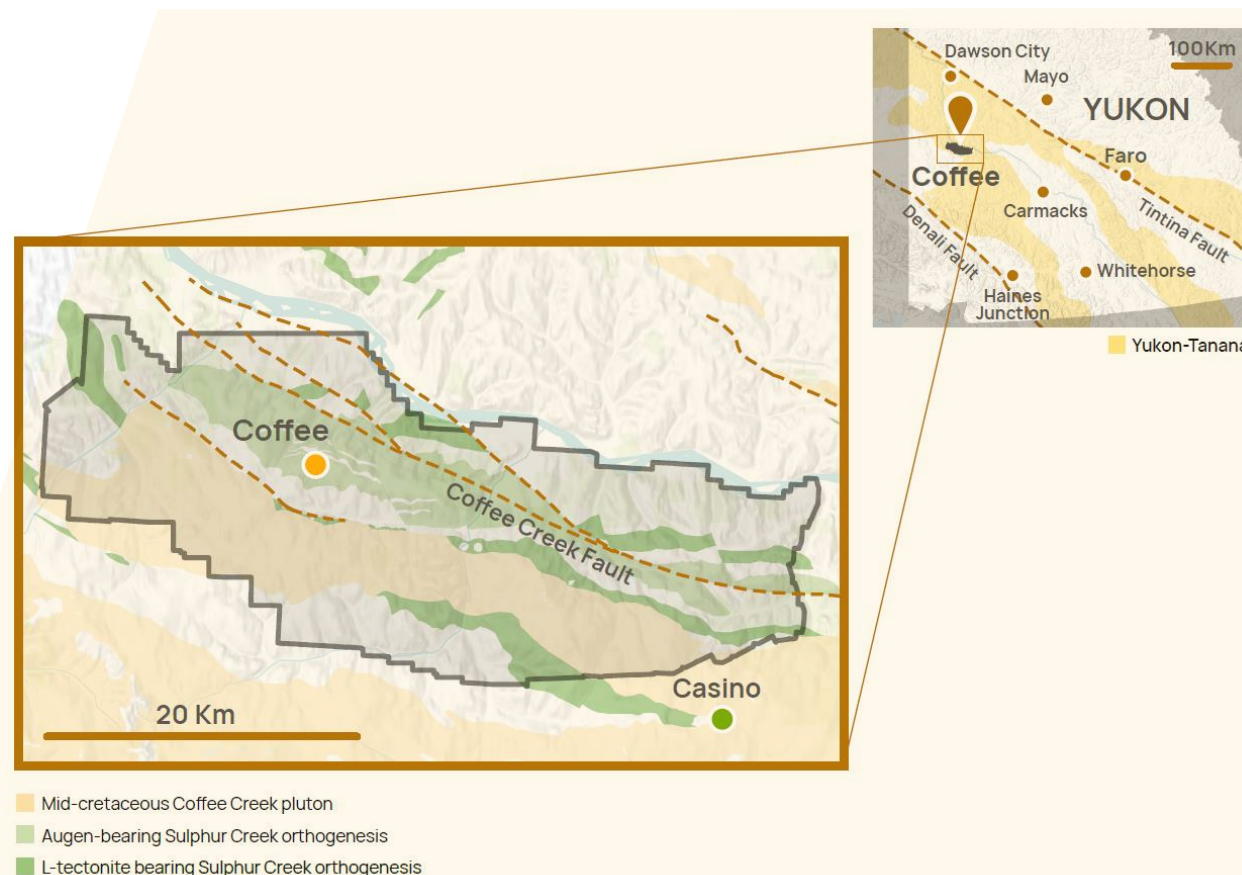 Dawson City
100Km
Mayo
YUKON
Faro
Coffee
Carmacks
Tintina Fault
Denali Fault
Whitehorse
Haines
Junction
Yukon-Tanana
Coffee
Coffee Creek Fault
Casino
20 Km
Mid-cretaceous Coffee Creek pluton
Augen-bearing Sulphur Creek orthogenesis
L-tectonite bearing Sulphur Creek orthogenesis